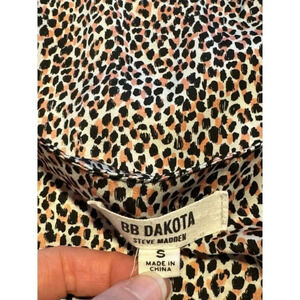 BB DAKOTA
STEVE MADDEN
S
MADE IN
CHINA